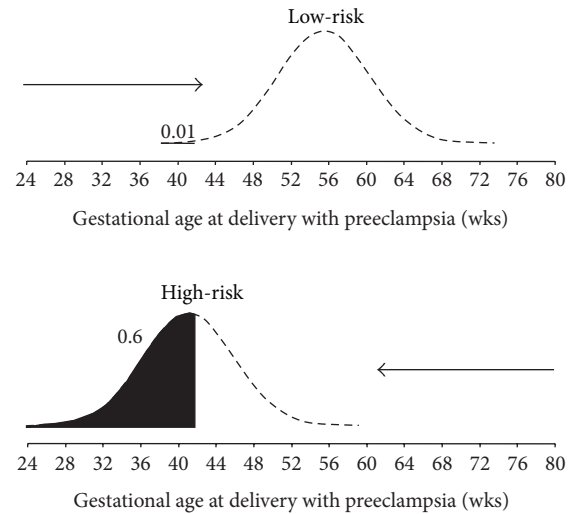 Low-risk
0.01
24 28 32 36 40 44 48 52 56 60 64 68 72 76 80
Gestational age at delivery with preeclampsia (wks)
High-risk
0.6
24 28 32 36 40 44 48 52 56 60 64 68 72 76 80
Gestational age at delivery with preeclampsia (wks)